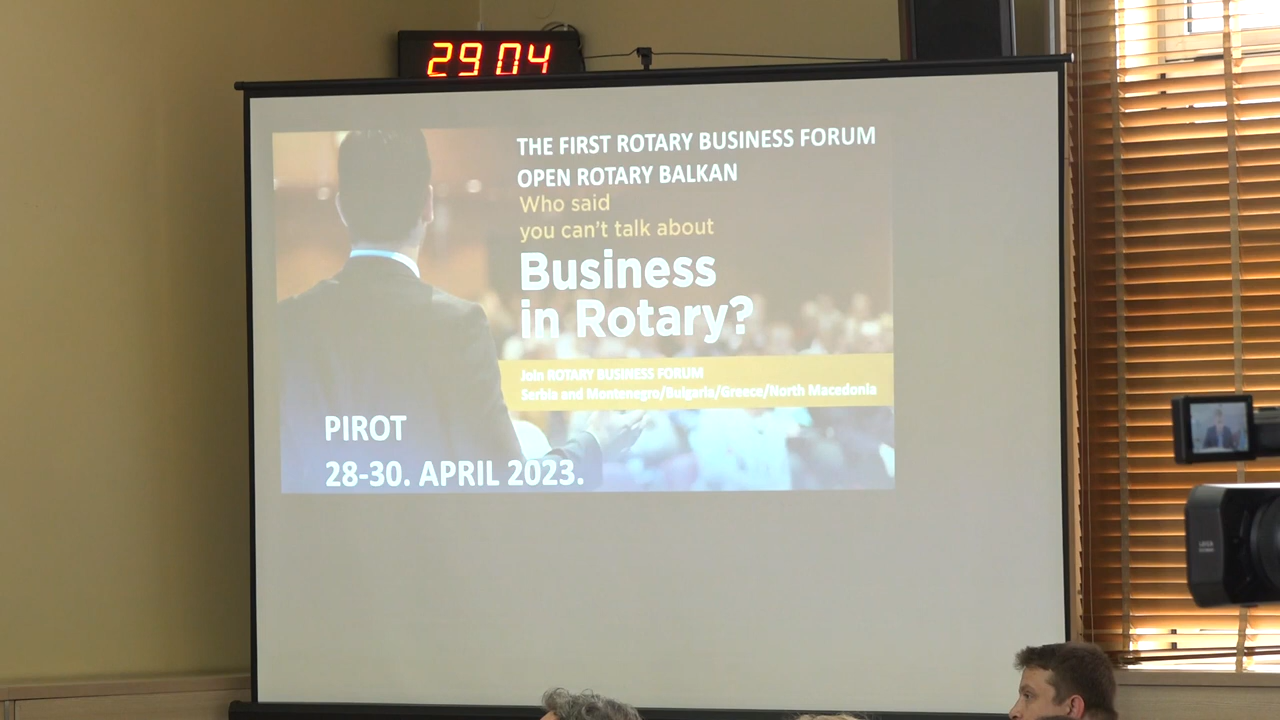 29 04
THE FIRST ROTARY BUSINESS FORUM
OPEN ROTARY BALKAN
Who said
you can't talk about
Business
in Rotary?
Join ROTARY BUSINESS FORUM
Serbia and Montenegro/Bulgaria/Greece/North Macedonia
PIROT
28-30. APRIL 2023.